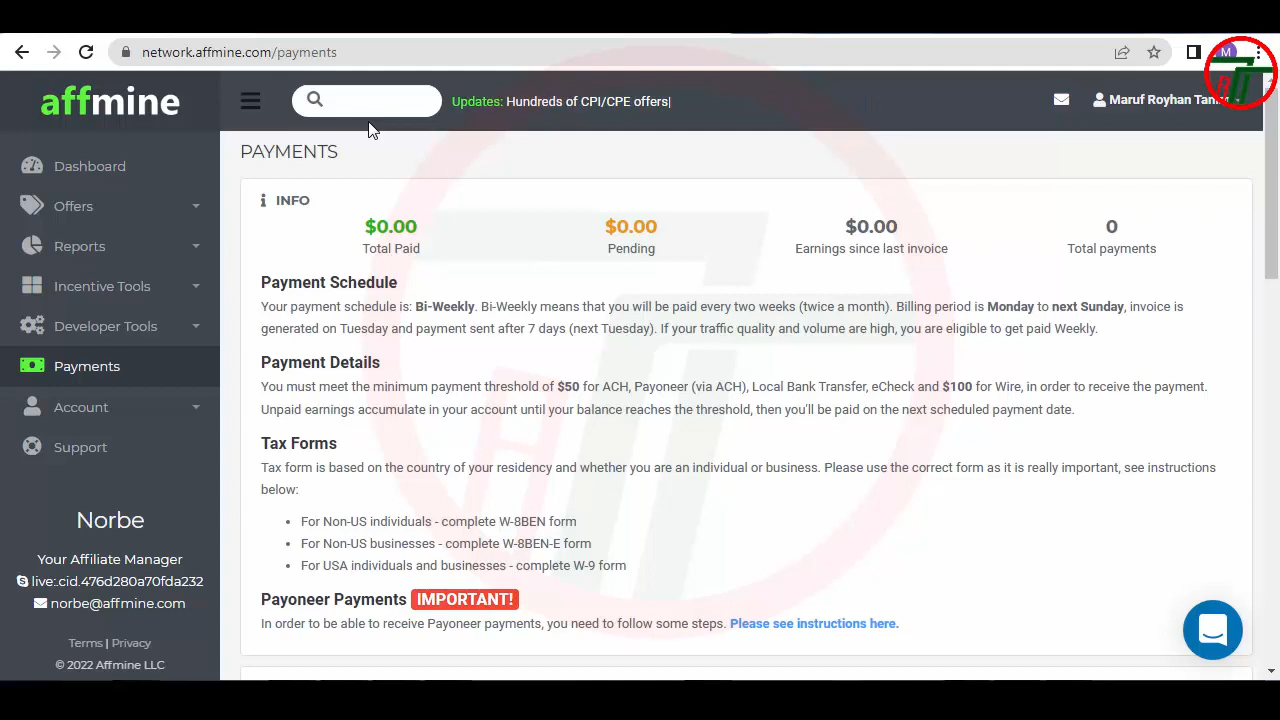 network.affmine.com/payments
M
affmine
Updates: Hundreds of CPI/CPE offers|
Dashboard
Offers
Reports
Incentive Tools
Developer Tools
Payments
Account
Support
Norbe
Your Affiliate Manager
live:cid.476d280a70fda232
norbe@affmine.com
Terms | Privacy
© 2022 Affmine LLC
Maruf Royhan
PAYMENTS
INFO
$0.00 $0.00 $0.00 0
Total Paid Pending Earnings since last invoice Total payments
Payment Schedule
Your payment schedule is: Bi-Weekly. Bi-Weekly means that you will be paid every two weeks (twice a month). Billing period is Monday to next Sunday, invoice is
generated on Tuesday and payment sent after 7 days (next Tuesday). If your traffic quality and volume are high, you are eligible to get paid Weekly.
Payment Details
You must meet the minimum payment threshold of $50 for ACH, Payoneer (via ACH), Local Bank Transfer, eCheck and $100 for Wire, in order to receive the payment.
Unpaid earnings accumulate in your account until your balance reaches the threshold, then you'll be paid on the next scheduled payment date.
Tax Forms
Tax form is based on the country of your residency and whether you are an individual or business. Please use the correct form as it is really important, see instructions
below:
• For Non-US individuals - complete W-8BEN form
• For Non-US businesses - complete W-8BEN-E form
• For USA individuals and businesses - complete W-9 form
Payoneer Payments IMPORTANT!
In order to be able to receive Payoneer payments, you need to follow some steps. Please see instructions here.